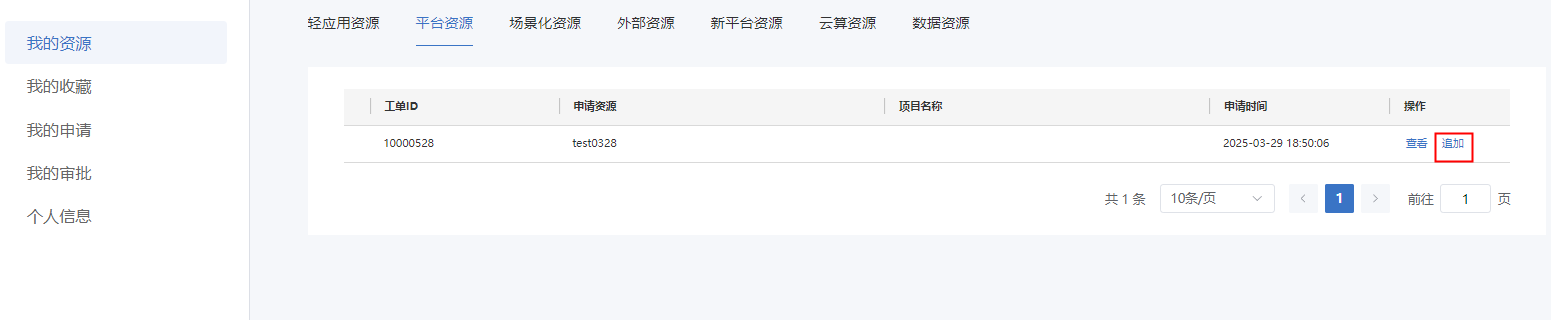 我的资源
我的收藏
我的申请
我的审批
个人信息
轻应用资源 平台资源 场景化资源 外部资源 新平台资源 云算资源 数据资源
工单ID 申请资源 项目名称 申请时间 操作
10000528 test0328 2025-03-29 18:50:06 查看 追加
共 1 条 10条/页 1 前往 1 页